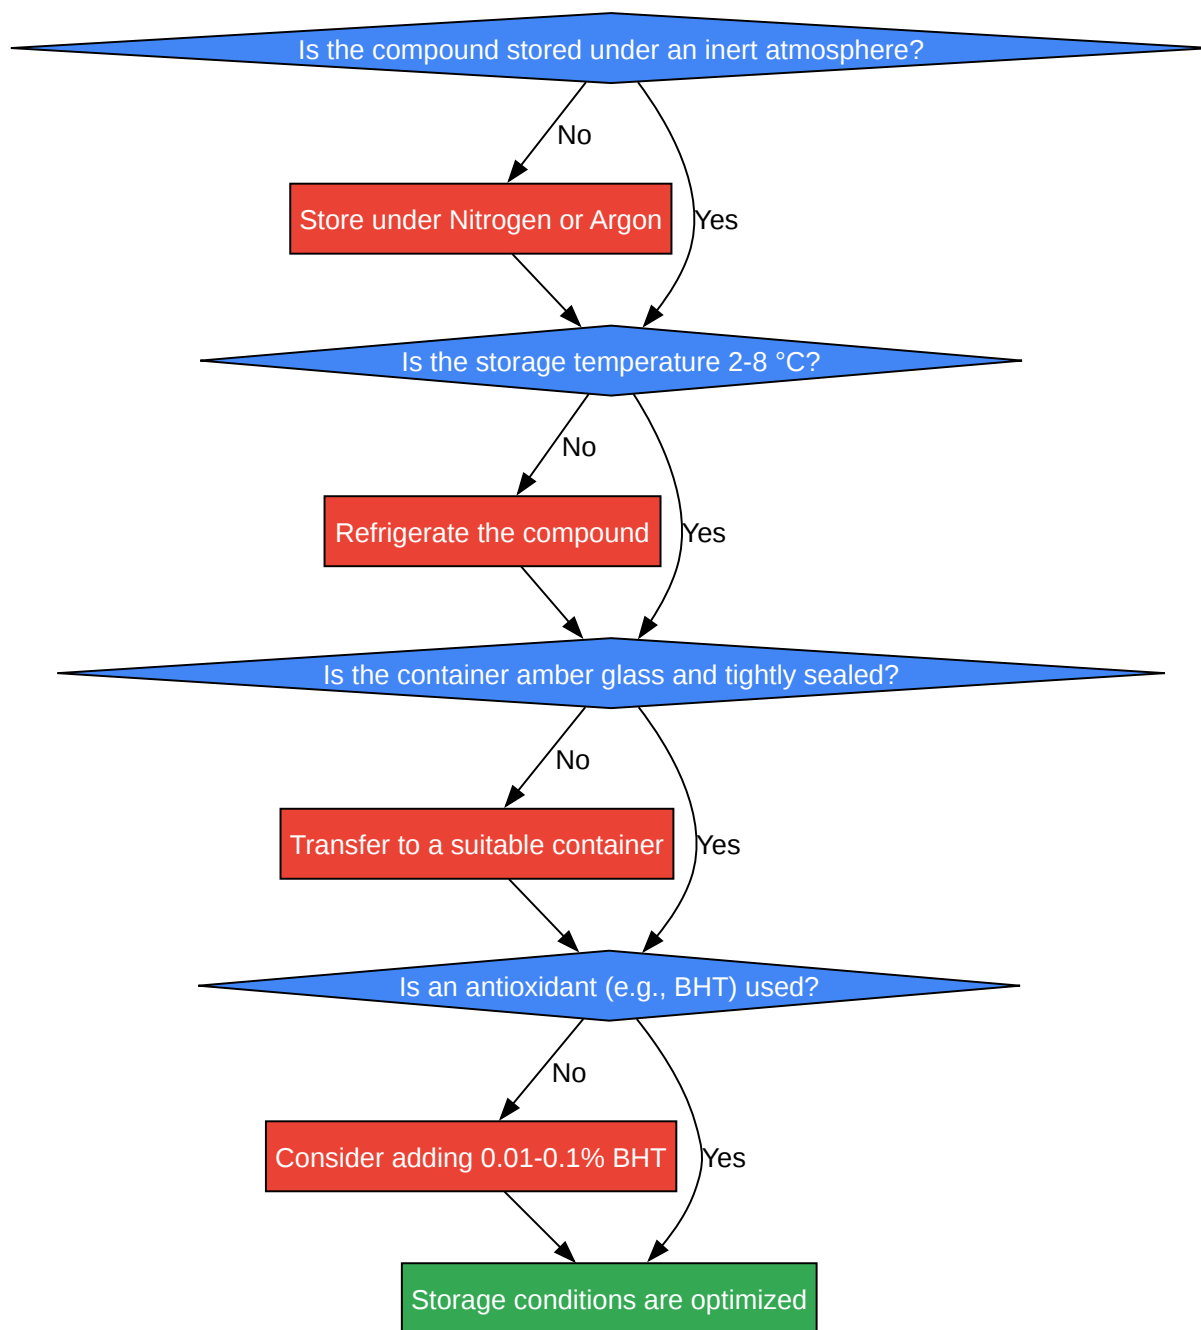 Is the compound stored under an inert atmosphere?
No
Store under Nitrogen or Argon
Yes
Is the storage temperature 2-8 °C?
No
Refrigerate the compound
Yes
Is the container amber glass and tightly sealed?
No
Transfer to a suitable container
Yes
Is an antioxidant (e.g., BHT) used?
No
Consider adding 0.01-0.1% BHT
Yes
Storage conditions are optimized